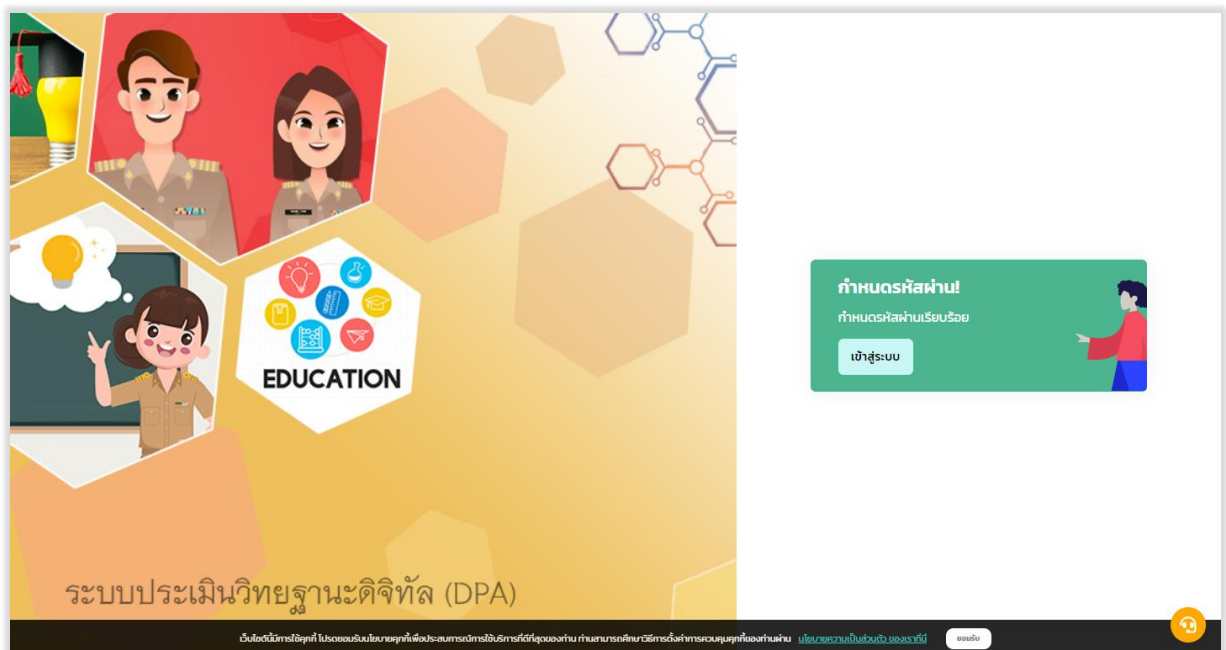 EDUCATION
ระบบประเมินวิทยฐานะดิจิทัล (DPA)
กำหนดรหัสผ่าน!
กำหนดรหัสผ่านเรียบร้อย
เข้าสู่ระบบ
เว็บไซต์นี้มีการใช้คุกกี้ โปรดยอมรับนโยบายคุกกี้เพื่อประสบการณ์การใช้บริการที่ดีที่สุดของท่าน ท่านสามารถศึกษาวิธีการตั้งค่าการควบคุมคุกกี้ของท่านผ่าน นโยบายความเป็นส่วนตัว ของเราที่นี่ ยอมรับ